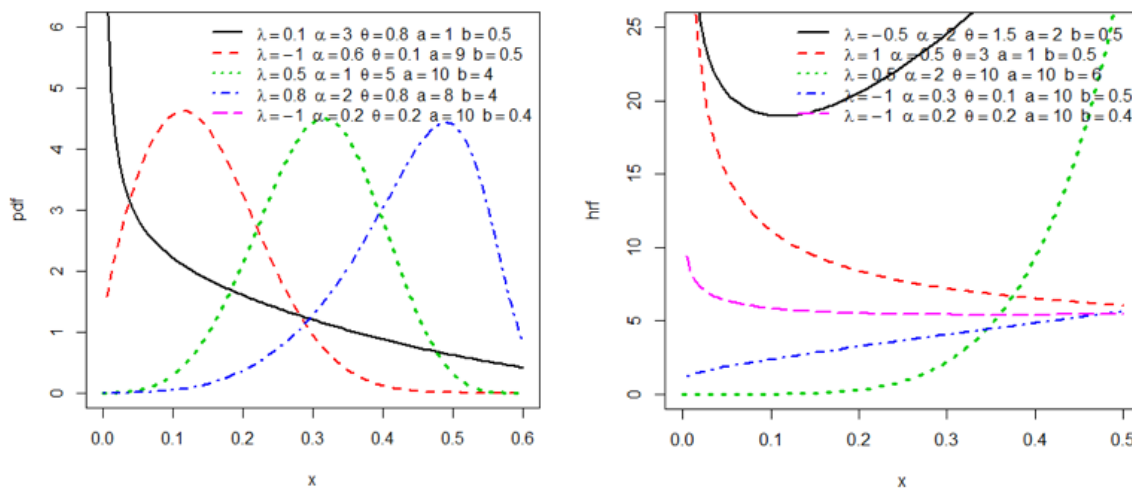 λ = 0.1 α = 3 θ = 0.8 a = 1 b = 0.5
λ = −1 α = 0.6 θ = 0.1 a = 9 b = 0.5
λ = 0.5 α = 1 θ = 5 a = 10 b = 4
λ = 0.8 α = 2 θ = 0.8 a = 8 b = 4
λ = −1 α = 0.2 θ = 0.2 a = 10 b = 0.4
6
5
4
3
2
1
0
pdf
0.0 0.1 0.2 0.3 0.4 0.5 0.6
x
λ = −0.5 α = 2 θ = 1.5 a = 2 b = 0.5
λ = 1 α = 0.5 θ = 3 a = 1 b = 0.5
λ = 0.5 α = 2 θ = 10 a = 10 b = 6
λ = −1 α = 0.3 θ = 0.1 a = 10 b = 0.5
λ = −1 α = 0.2 θ = 0.2 a = 10 b = 0.4
25
20
15
10
5
0
hrf
0.0 0.1 0.2 0.3 0.4 0.5
x